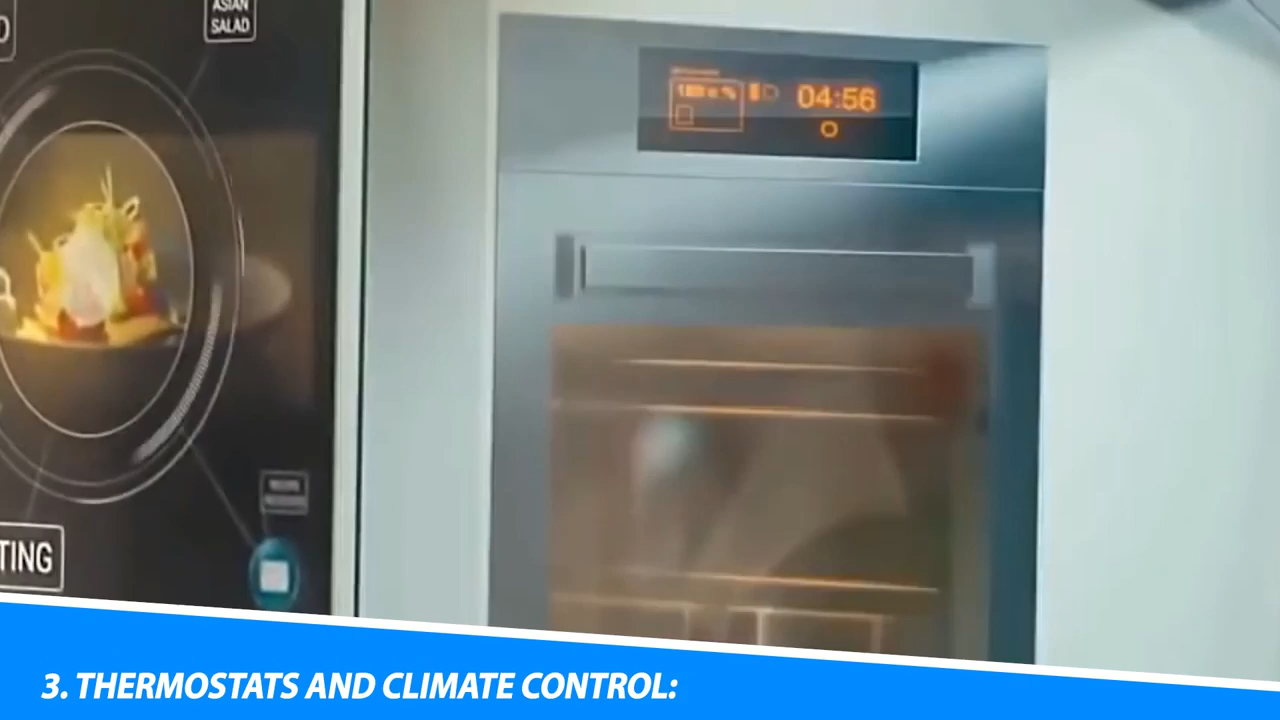 ASIAN
SALAD
04:56
TING
3. THERMOSTATS AND CLIMATE CONTROL: